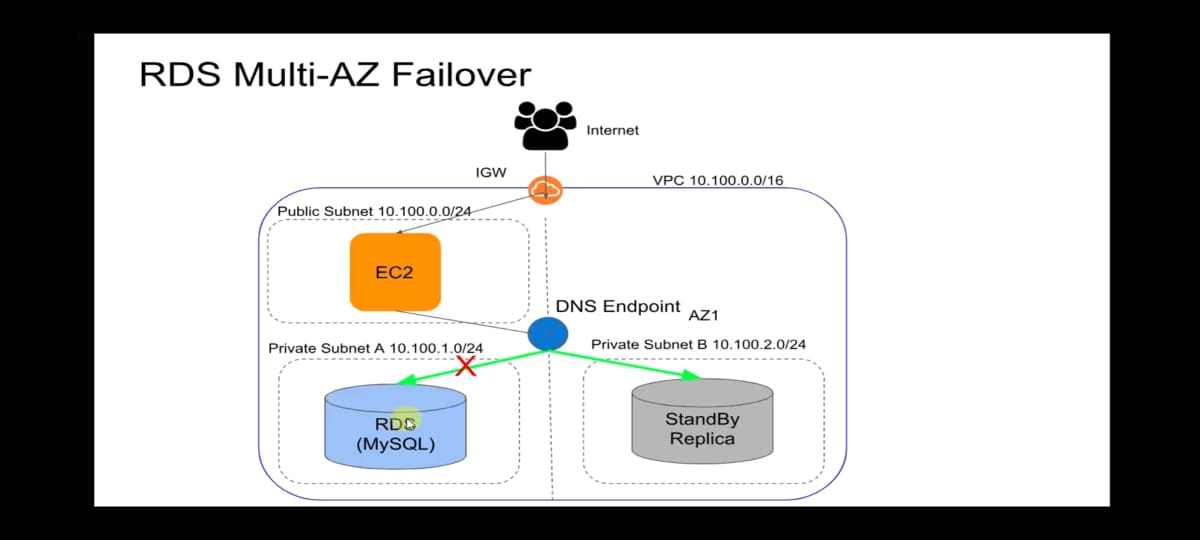 RDS Multi-AZ Failover
Internet
IGW
VPC 10.100.0.0/16
Public Subnet 10.100.0.0/24
EC2
DNS Endpoint
AZ1
Private Subnet A 10.100.1.0/24
Private Subnet B 10.100.2.0/24
RDS
(MySQL)
StandBy
Replica